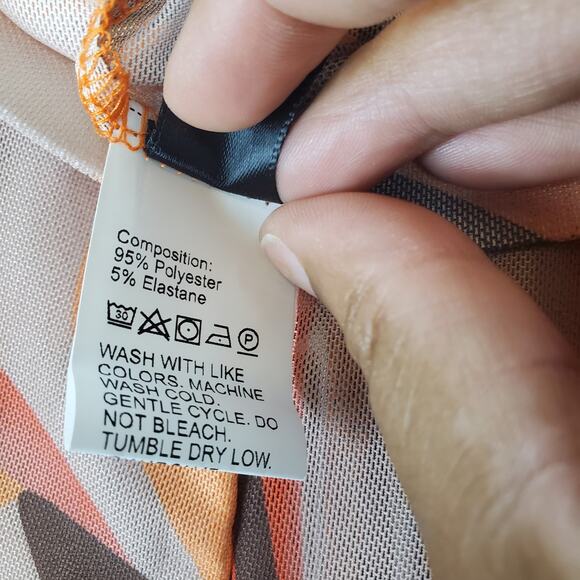 Composition:
95% Polyester
5% Elastane
30
P
WASH WITH LIKE
COLORS. MACHINE
WASH COLD.
GENTLE CYCLE. DO
NOT BLEACH.
TUMBLE DRY LOW.